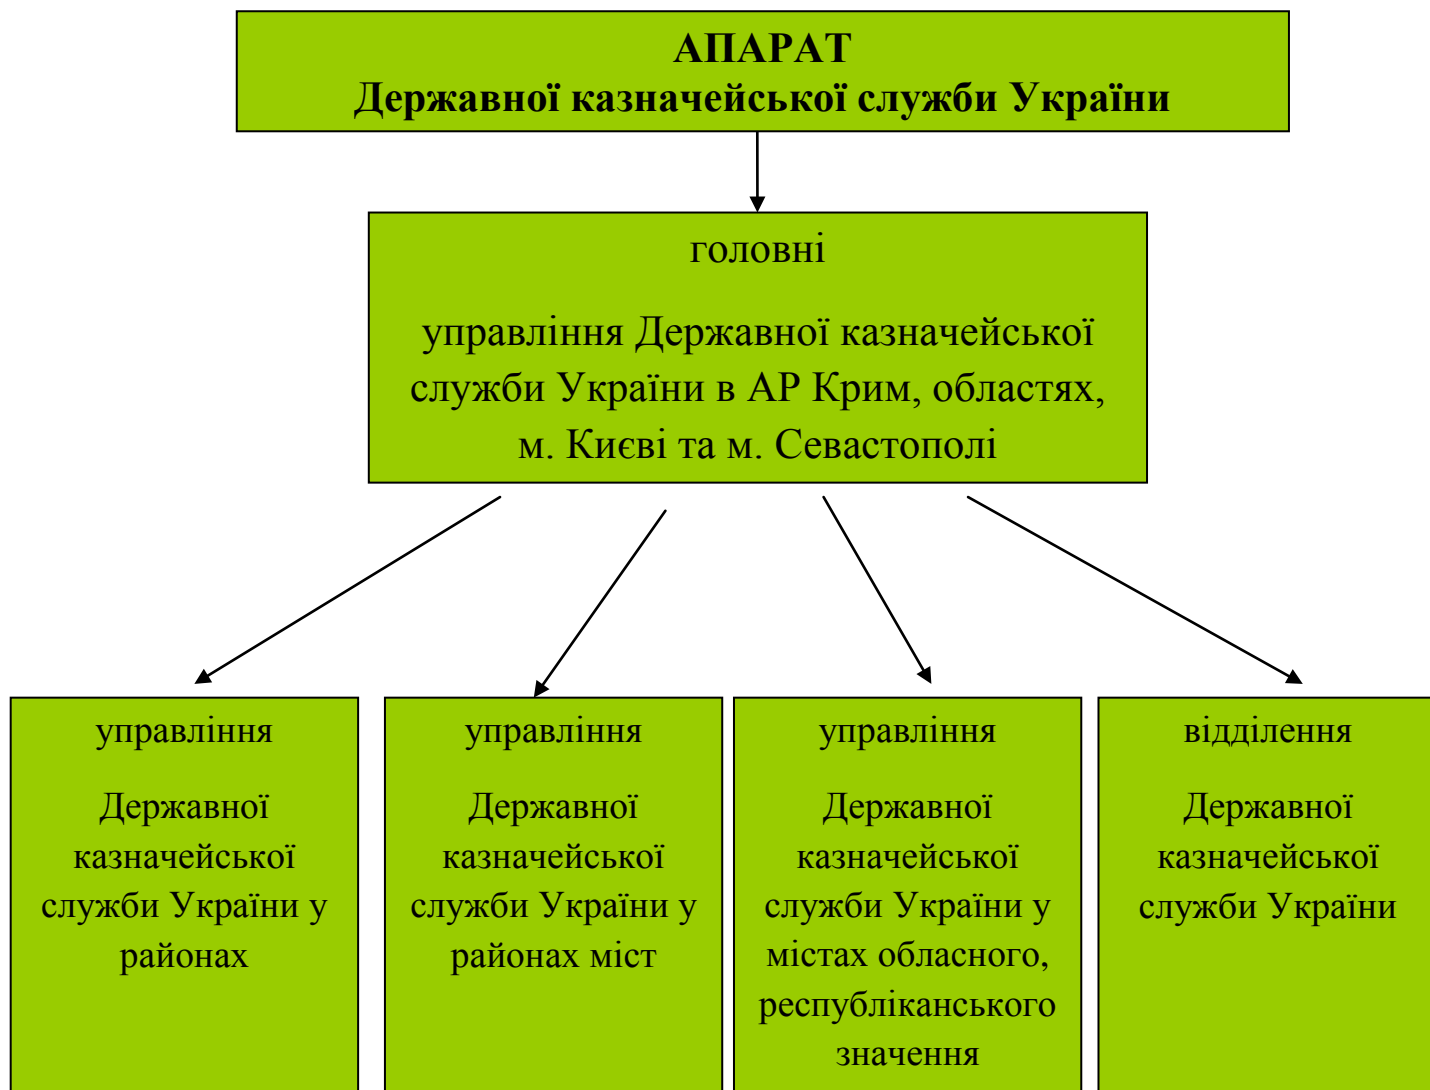 АПАРАТ
Державної казначейської служби України
головні
управління Державної казначейської
служби України в АР Крим, областях,
м. Києві та м. Севастополі
управління
Державної
казначейської
служби України у
районах
управління
Державної
казначейської
служби України у
районах міст
управління
Державної
казначейської
служби України у
містах обласного,
республіканського
значення
відділення
Державної
казначейської
служби України